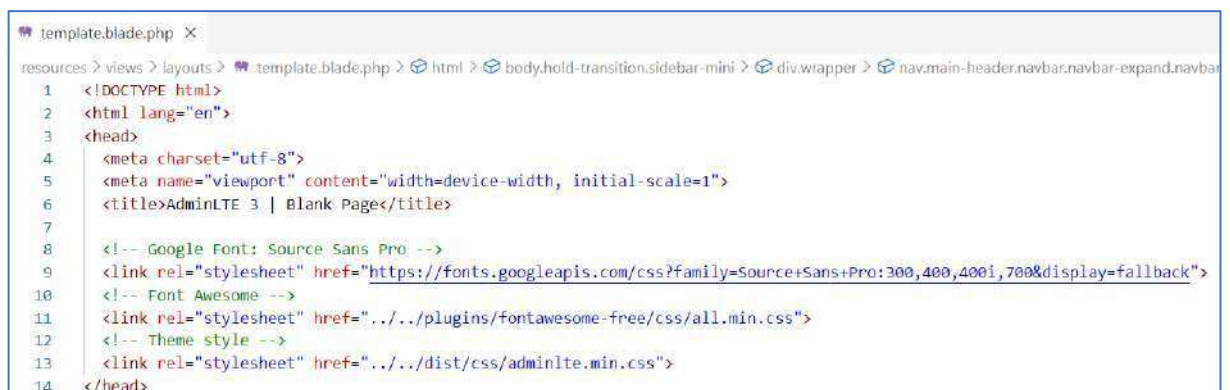 template.blade.php ×
resources > views > layouts > template.blade.php > html > body.hold-transition.sidebar-mini > div.wrapper > nav.main-header.navbar.navbar-expand.navbar
1 <!DOCTYPE html>
2 <html lang="en">
3 <head>
4 <meta charset="utf-8">
5 <meta name="viewport" content="width=device-width, initial-scale=1">
6 <title>AdminLTE 3 | Blank Page</title>
7
8 <!-- Google Font: Source Sans Pro -->
9 <link rel="stylesheet" href="https://fonts.googleapis.com/css?family=Source+Sans+Pro:300,400,400i,700&display=fallback">
10 <!-- Font Awesome -->
11 <link rel="stylesheet" href="../../plugins/fontawesome-free/css/all.min.css">
12 <!-- Theme style -->
13 <link rel="stylesheet" href="../../dist/css/adminlte.min.css">
14 </head>